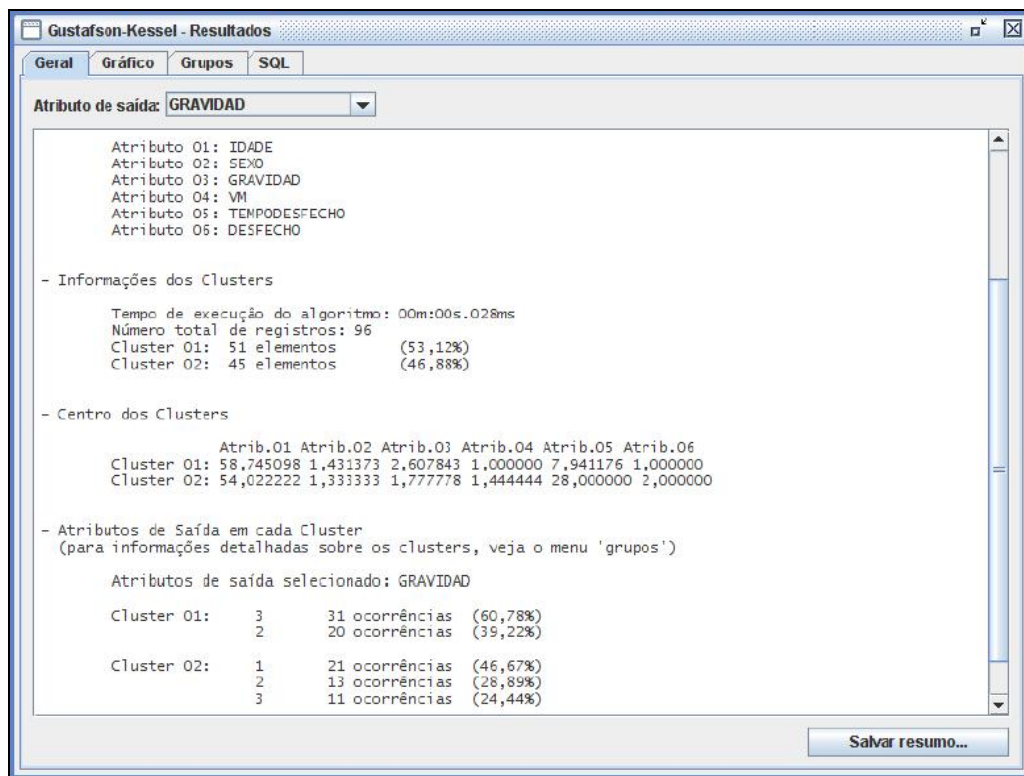 Gustafson-Kessel - Resultados
Geral Gráfico Grupos SQL
Atributo de saída: GRAVIDAD
Atributo 01: IDADE
Atributo 02: SEXO
Atributo 03: GRAVIDAD
Atributo 04: VM
Atributo 05: TEMPODESFECHO
Atributo 06: DESFECHO
- Informações dos Clusters
Tempo de execução do algoritmo: 00m:00s.028ms
Número total de registros: 96
Cluster 01: 51 elementos (53,12%)
Cluster 02: 45 elementos (46,88%)
- Centro dos Clusters
Atrib.01 Atrib.02 Atrib.03 Atrib.04 Atrib.05 Atrib.06
Cluster 01: 58,745098 1,431373 2,607843 1,000000 7,941176 1,000000
Cluster 02: 54,022222 1,333333 1,777778 1,444444 28,000000 2,000000
- Atributos de Saída em cada Cluster
(para informações detalhadas sobre os clusters, veja o menu 'grupos')
Atributos de saída selecionado: GRAVIDAD
Cluster 01: 3 31 ocorrências (60,78%)
2 20 ocorrências (39,22%)
Cluster 02: 1 21 ocorrências (46,67%)
2 13 ocorrências (28,89%)
3 11 ocorrências (24,44%)
Salvar resumo...